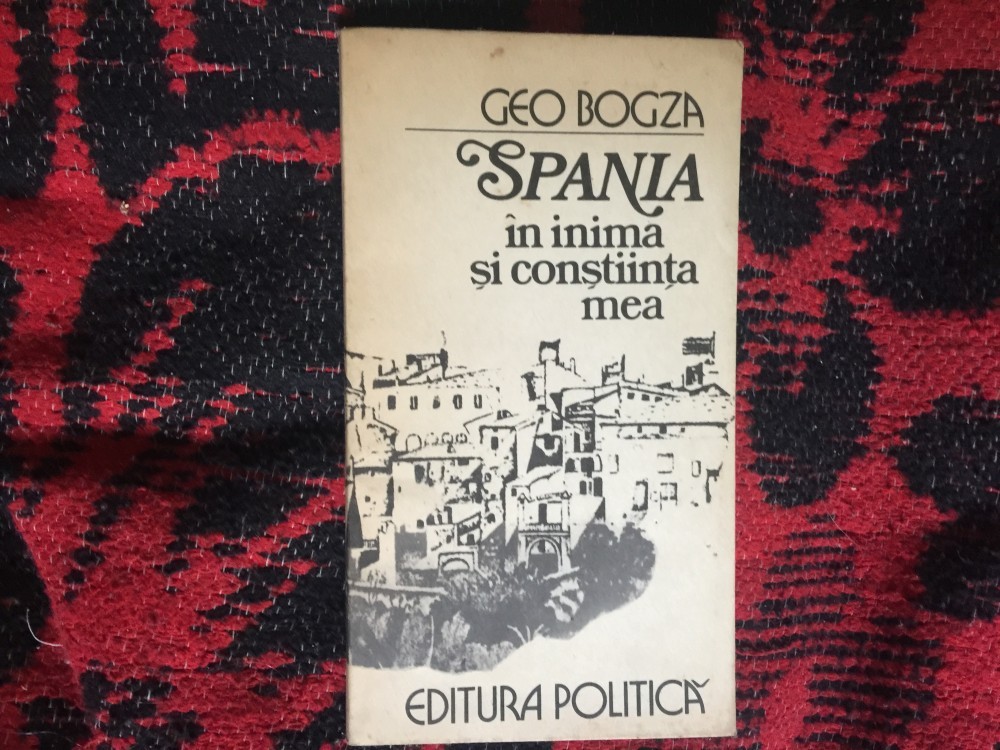 GEO BOGZA
SPANIA
în inima
și conștiința
mea
EDITURA POLITICĂ